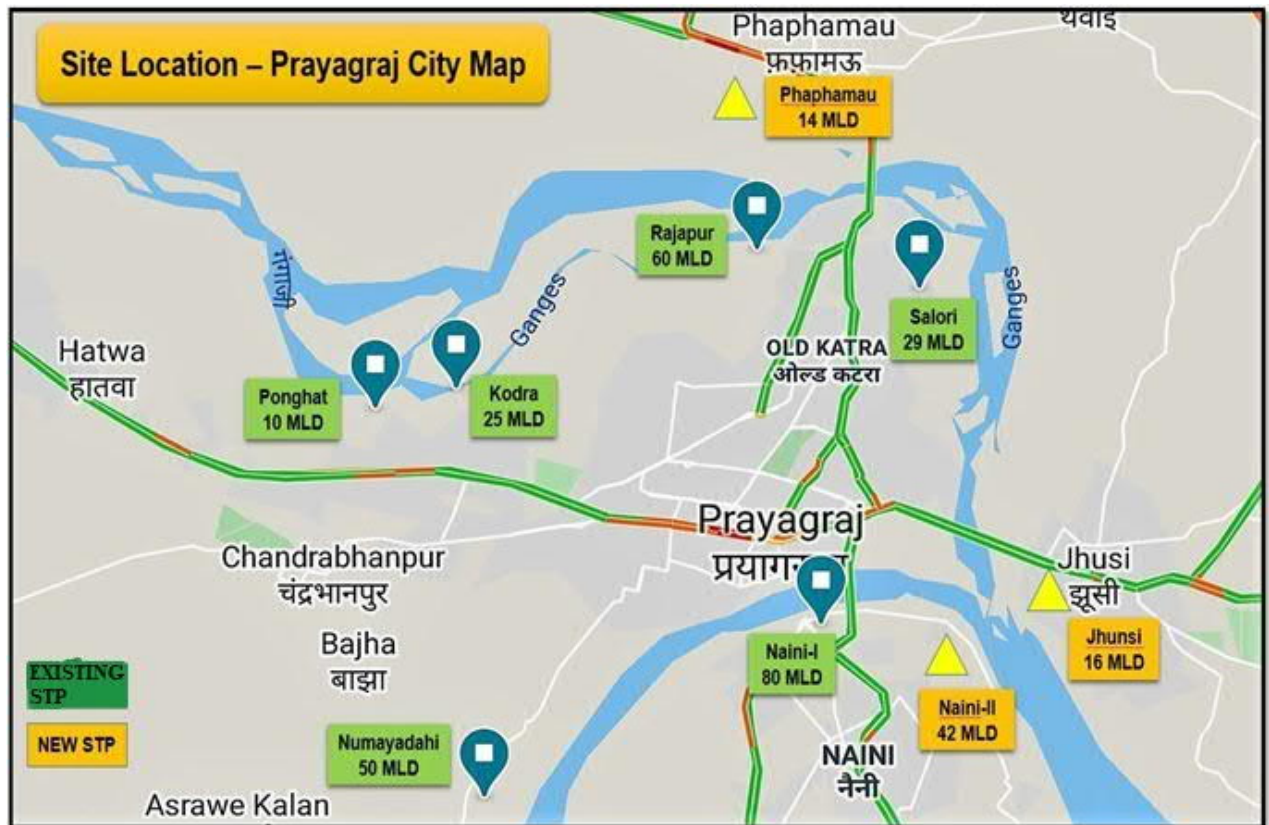 Site Location – Prayagraj City Map
Phaphamau
फ़फ़ामऊ
थवाई
Phaphamau
14 MLD
Rajapur
60 MLD
गंगाजी
Ganges
Salori
29 MLD
Ganges
Hatwa
हातवा
OLD KATRA
ओल्ड कटरा
Ponghat
10 MLD
Kodra
25 MLD
Prayagraj
Chandrabhanpur
चंद्रभानपुर
Jhusi
झूसी
Bajha
बाझा
Naini-I
80 MLD
Jhunsi
16 MLD
EXISTING
STP
Naini-II
42 MLD
NEW STP
Numayadahi
50 MLD
NAINI
नैनी
Asrawe Kalan